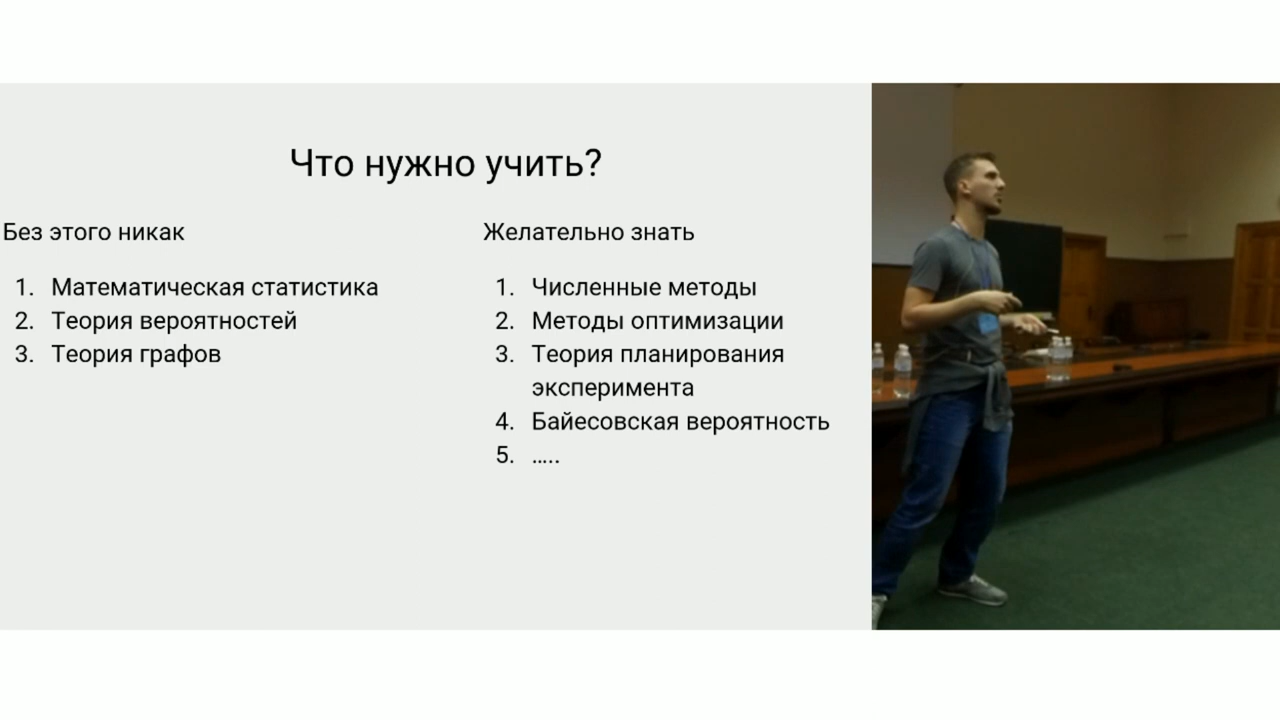 Что нужно учить?
Без этого никак
1. Математическая статистика
2. Теория вероятностей
3. Теория графов
Желательно знать
1. Численные методы
2. Методы оптимизации
3. Теория планирования
эксперимента
4. Байесовская вероятность
5. .....